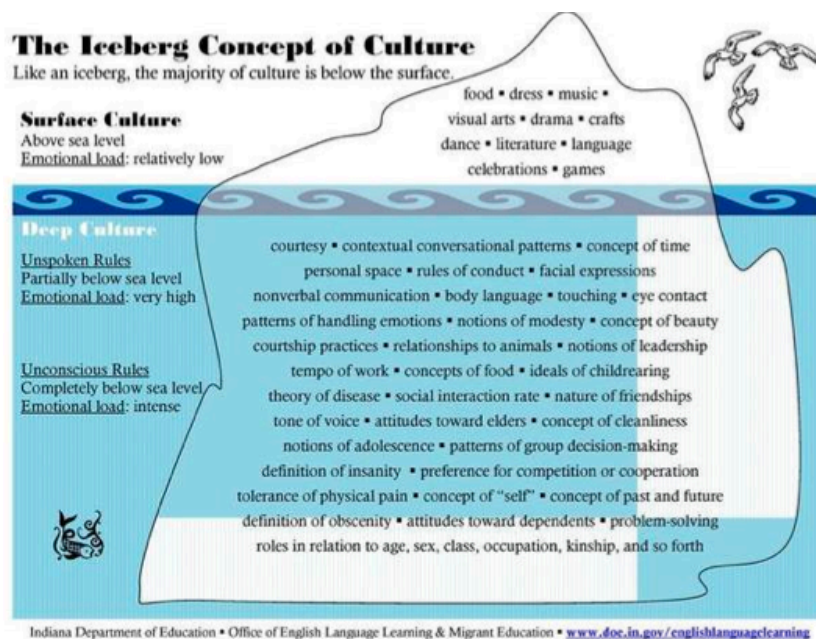 The Iceberg Concept of Culture
Like an iceberg, the majority of culture is below the surface.
Surface Culture
Above sea level
Emotional load: relatively low
food ▪ dress ▪ music ▪
visual arts ▪ drama ▪ crafts
dance ▪ literature ▪ language
celebrations ▪ games
Deep Culture
Unspoken Rules
Partially below sea level
Emotional load: very high
Unconscious Rules
Completely below sea level
Emotional load: intense
courtesy ▪ contextual conversational patterns ▪ concept of time
personal space ▪ rules of conduct ▪ facial expressions
nonverbal communication ▪ body language ▪ touching ▪ eye contact
patterns of handling emotions ▪ notions of modesty ▪ concept of beauty
courtship practices ▪ relationships to animals ▪ notions of leadership
tempo of work ▪ concepts of food ▪ ideals of childrearing
theory of disease ▪ social interaction rate ▪ nature of friendships
tone of voice ▪ attitudes toward elders ▪ concept of cleanliness
notions of adolescence ▪ patterns of group decision-making
definition of insanity ▪ preference for competition or cooperation
tolerance of physical pain ▪ concept of “self” ▪ concept of past and future
definition of obscenity ▪ attitudes toward dependents ▪ problem-solving
roles in relation to age, sex, class, occupation, kinship, and so forth
Indiana Department of Education ▪ Office of English Language Learning & Migrant Education ▪ www.doe.in.gov/englishlanguagelearning